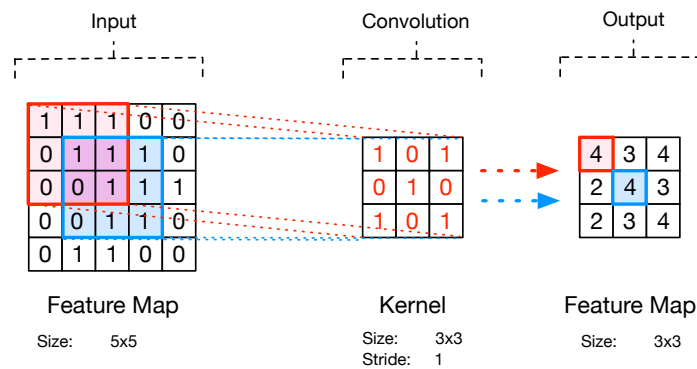 Input Convolution Output
1 1 1 0 0
0 1 1 1 0
0 0 1 1 1
0 0 1 1 0
0 1 1 0 0
1 0 1
0 1 0
1 0 1
4 3 4
2 4 3
2 3 4
Feature Map Kernel Feature Map
Size: 5x5
Size: 3x3
Stride: 1
Size: 3x3